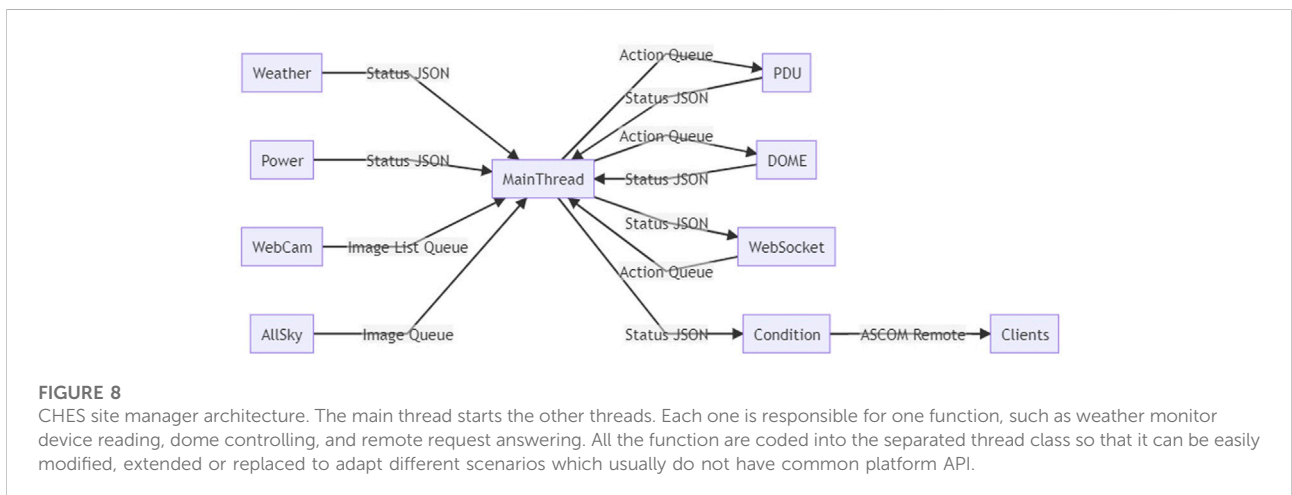 Action Queue
Weather
Status JSON
PDU
Status JSON
Action Queue
Power
Status JSON
DOME
MainThread
Status JSON
Status JSON
WebCam
Image List Queue
WebSocket
Action Queue
AllSky
Image Queue
Status JSON
Condition
ASCOM Remote
Clients
FIGURE 8
CHES site manager architecture. The main thread starts the other threads. Each one is responsible for one function, such as weather monitor
device reading, dome controlling, and remote request answering. All the function are coded into the separated thread class so that it can be easily
modified, extended or replaced to adapt different scenarios which usually do not have common platform API.